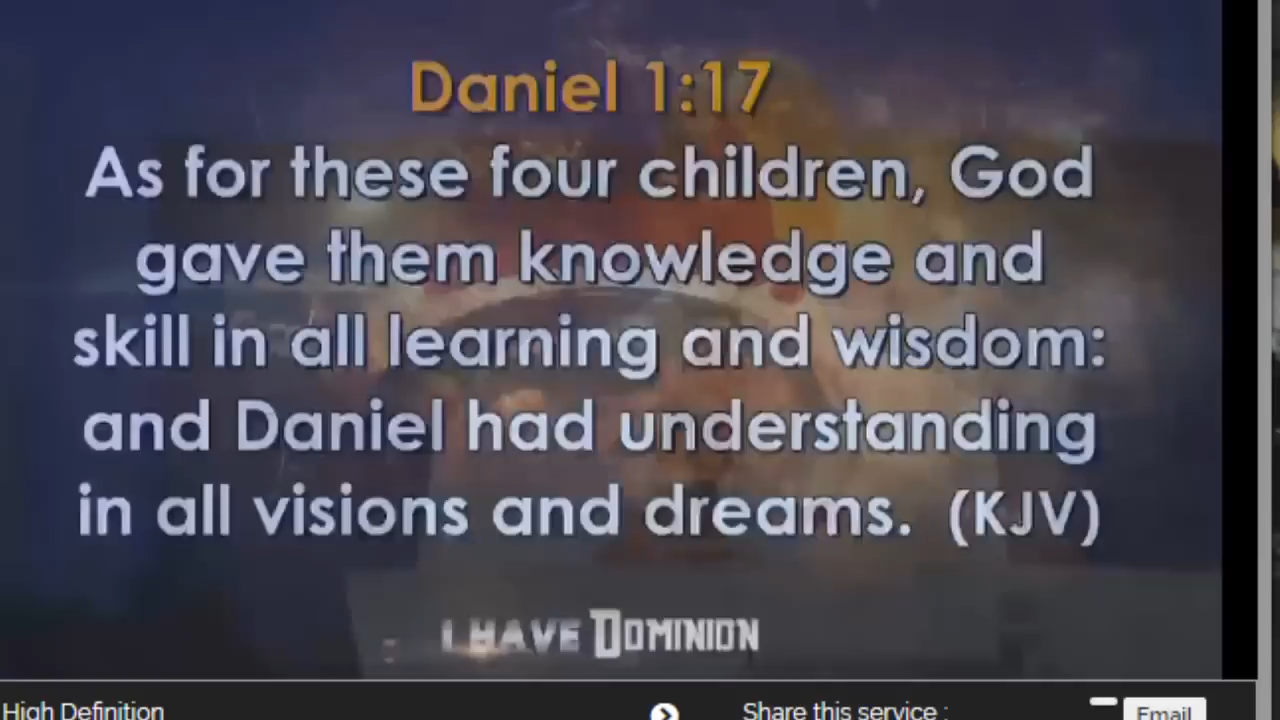 Daniel 1:17
As for these four children, God
gave them knowledge and
skill in all learning and wisdom:
and Daniel had understanding
in all visions and dreams. (KJV)
I HAVE DOMINION
High Definition
Share this service :
Email